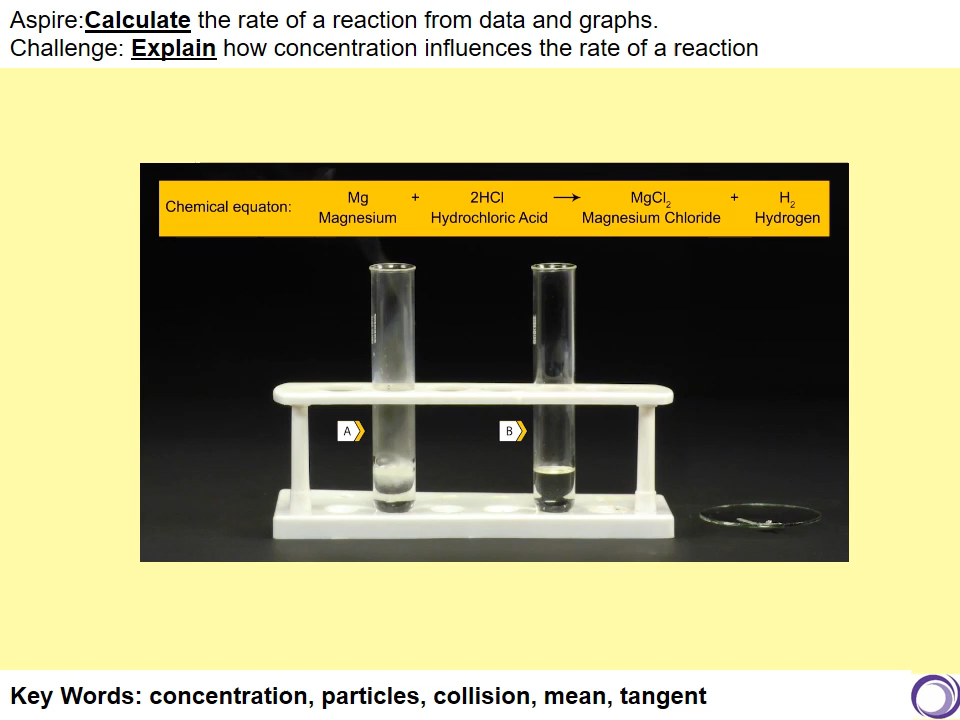 Aspire:Calculate the rate of a reaction from data and graphs.
Challenge: Explain how concentration influences the rate of a reaction
Chemical equaton: Mg + 2HCl → MgCl₂ + H₂
Magnesium Hydrochloric Acid Magnesium Chloride Hydrogen
A B
Key Words: concentration, particles, collision, mean, tangent